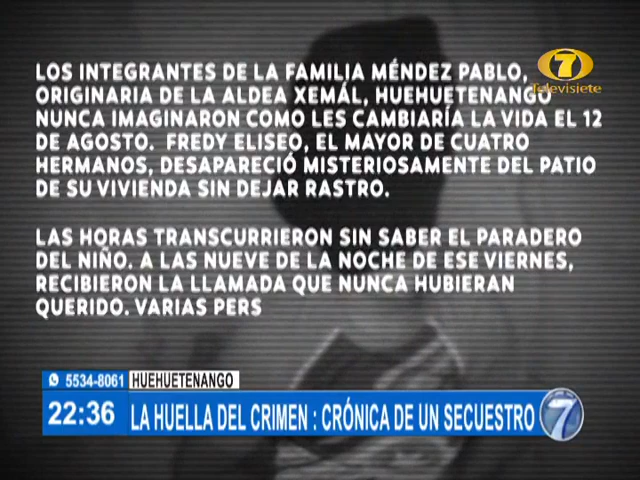 LOS INTEGRANTES DE LA FAMILIA MÉNDEZ PABLO,
ORIGINARIA DE LA ALDEA XEMÁL, HUEHUETENANGO
NUNCA IMAGINARON COMO LES CAMBIARÍA LA VIDA EL 12
DE AGOSTO. FREDY ELISEO, EL MAYOR DE CUATRO
HERMANOS, DESAPARECIÓ MISTERIOSAMENTE DEL PATIO
DE SU VIVIENDA SIN DEJAR RASTRO.
LAS HORAS TRANSCURRIERON SIN SABER EL PARADERO
DEL NIÑO. A LAS NUEVE DE LA NOCHE DE ESE VIERNES,
RECIBIERON LA LLAMADA QUE NUNCA HUBIERAN
QUERIDO. VARIAS PERS
7
Televisiete
5534-8061 HUEHUETENANGO
22:36 LA HUELLA DEL CRIMEN : CRÓNICA DE UN SECUESTRO 7